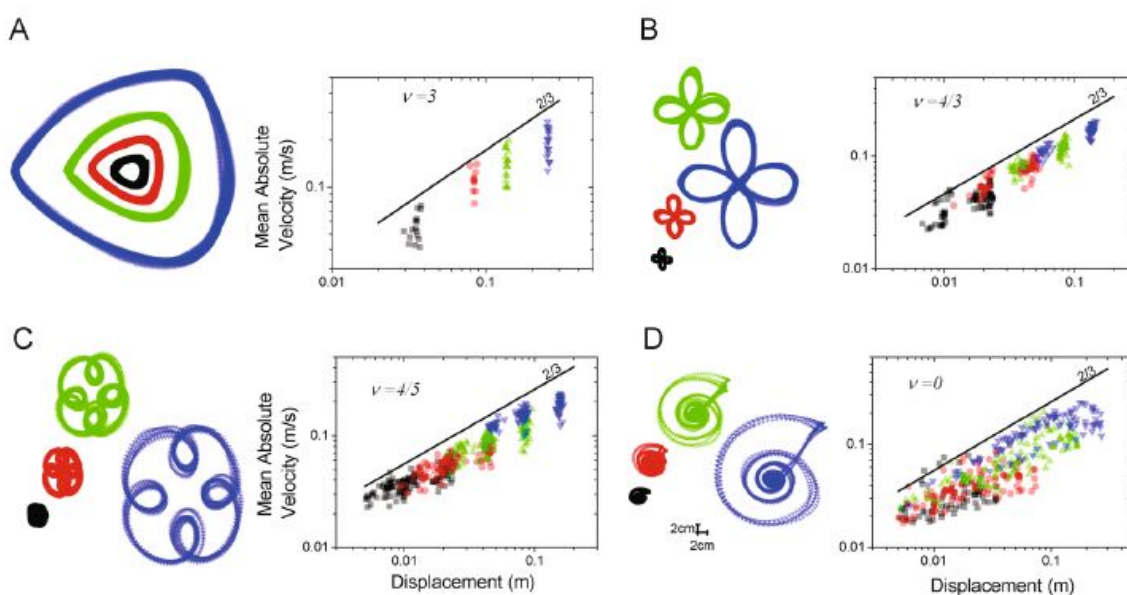 A
B
ν=3
2/3
ν=4/3
2/3
Mean Absolute
Velocity (m/s)
0.1
0.1
0.01
0.01
0.1
0.01
0.1
C
D
ν=4/5
2/3
ν=0
2/3
Mean Absolute
Velocity (m/s)
0.1
0.1
0.01
0.01
2cm
2cm
0.01
0.1
0.01
0.1
Displacement (m)
Displacement (m)